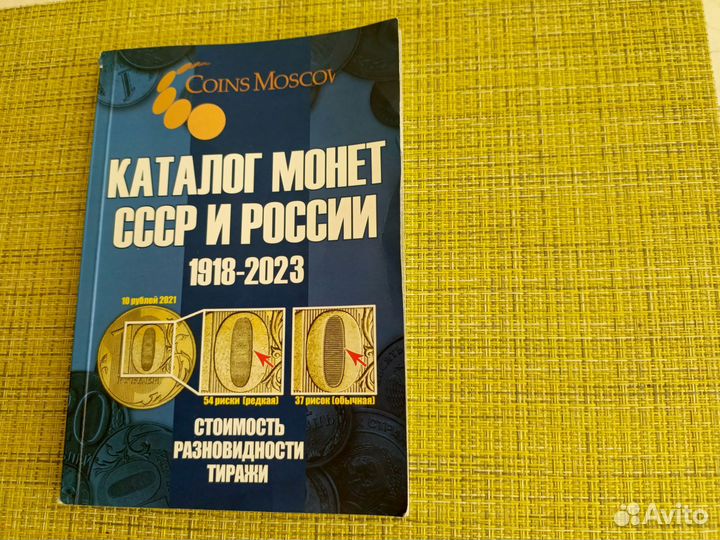 COINS MOSCOW
КАТАЛОГ МОНЕТ
СССР И РОССИИ
1918-2023
10 рублей 2021
54 риски (редкая)
37 рисок (обычная)
СТОИМОСТЬ
РАЗНОВИДНОСТИ
ТИРАЖИ
Avito